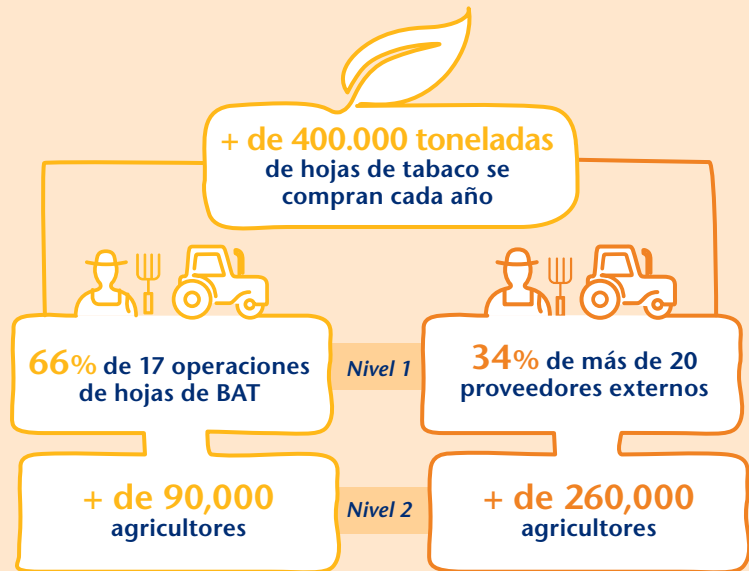 + de 400.000 toneladas
de hojas de tabaco se
compran cada año
66% de 17 operaciones
de hojas de BAT
Nivel 1
34% de más de 20
proveedores externos
+ de 90,000
agricultores
Nivel 2
+ de 260,000
agricultores